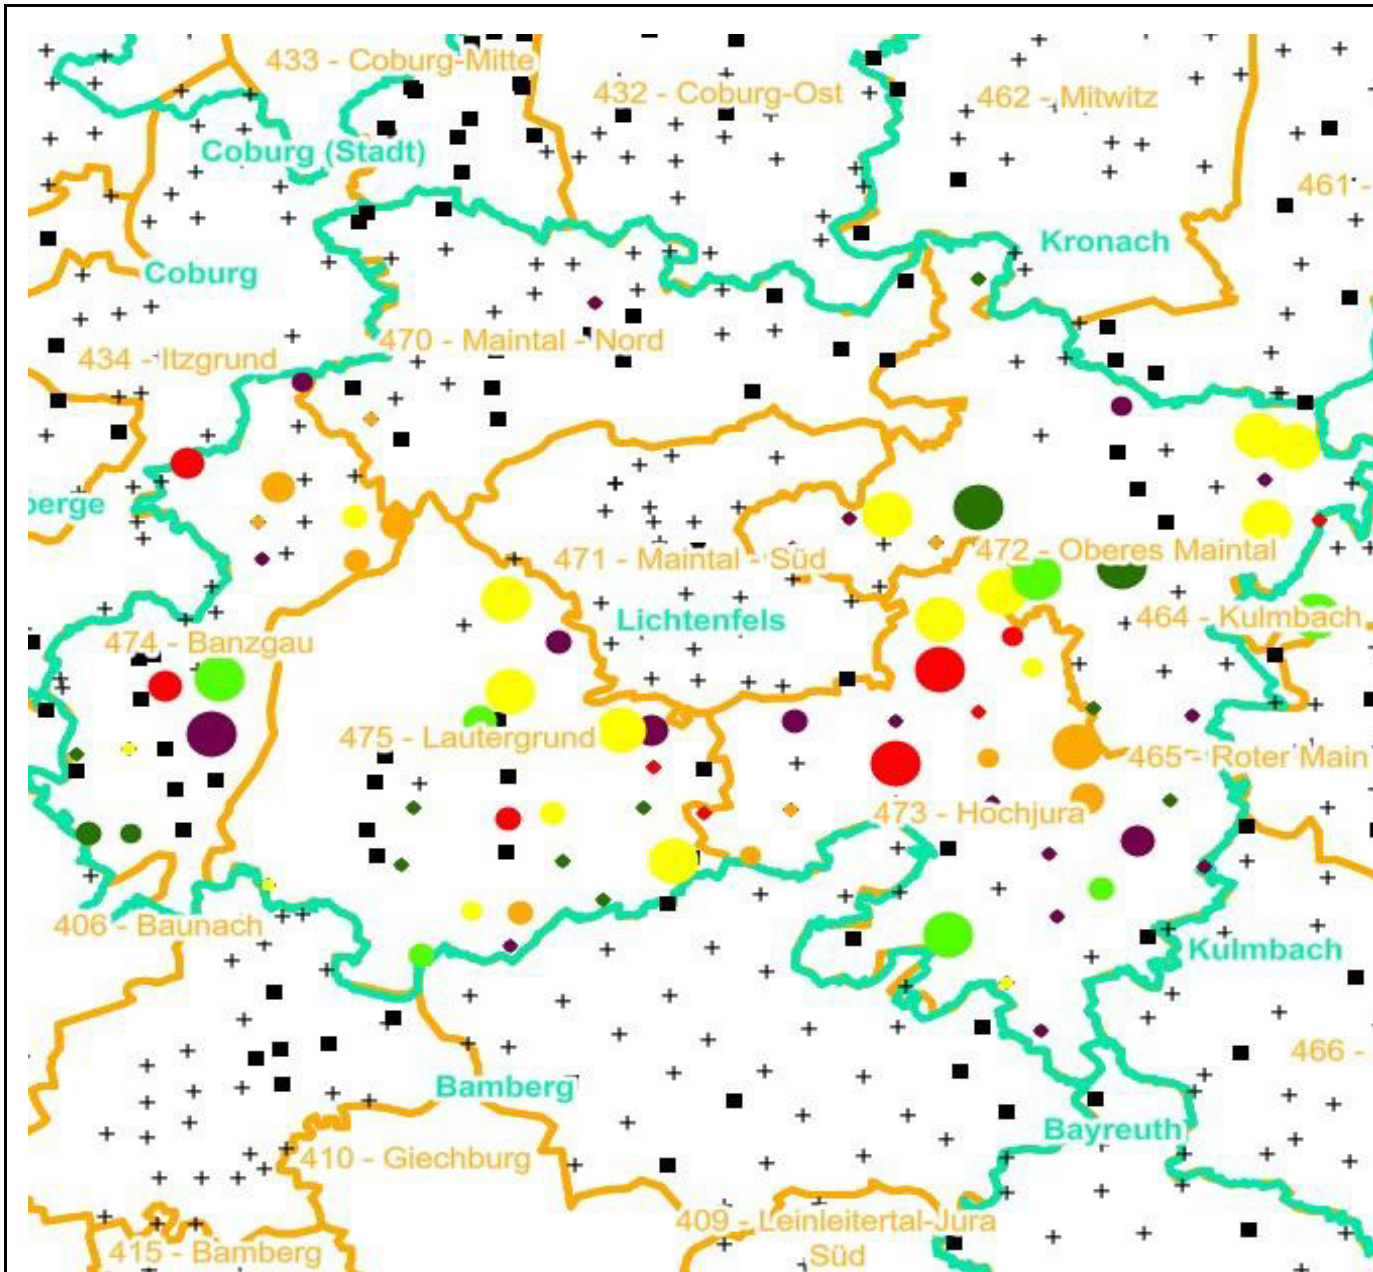 433 - Coburg-Mitte
432 - Coburg-Ost
462 - Mitwitz
Coburg (Stadt)
461 -
Kronach
Coburg
470 - Maintal - Nord
434 - Itzgrund
berge
471 - Maintal - Süd
472 - Oberes Maintal
Lichtenfels
464 - Kulmbach
474 - Banzgau
475 - Lautergrund
465 - Roter Main
473 - Hochjura
406 - Baunach
Kulmbach
466 -
Bamberg
Bayreuth
410 - Giechburg
409 - Leinleitertal-Jura
Süd
415 - Bamberg